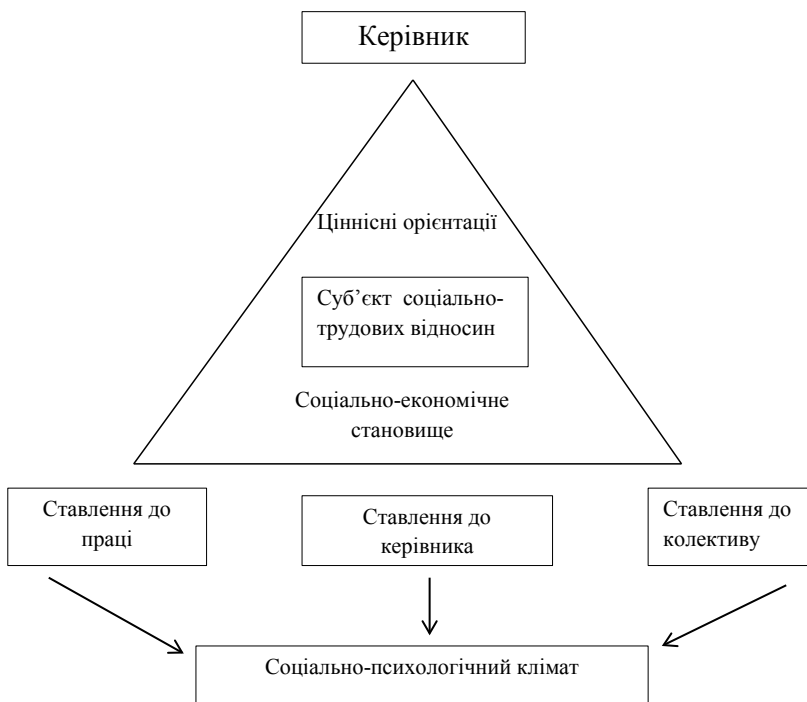 Керівник
Ціннісні орієнтації
Суб’єкт соціально-
трудових відносин
Соціально-економічне
становище
Ставлення до
праці
Ставлення до
керівника
Ставлення до
колективу
Соціально-психологічний клімат